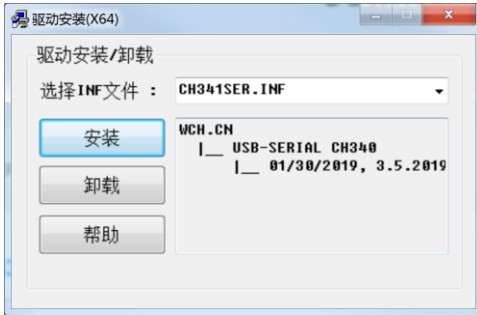 驱动安装(X64)
驱动安装/卸载
选择INF文件 : CH341SER.INF
安装
卸载
帮助
WCH.CN
|__ USB-SERIAL CH340
|__ 01/30/2019, 3.5.2019